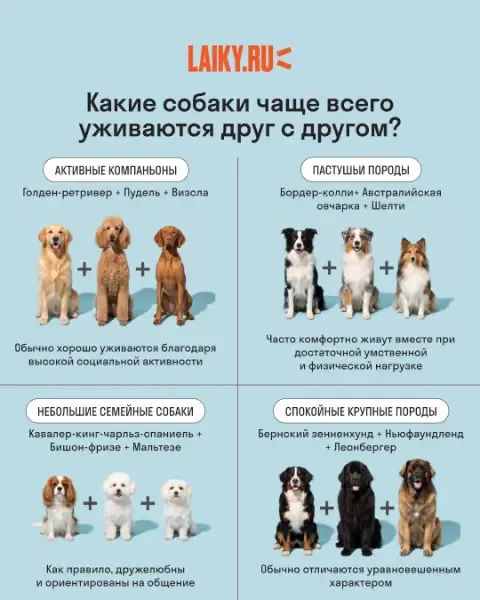 LAIKY.RU
Какие собаки чаще всего
уживаются друг с другом?
АКТИВНЫЕ КОМПАНЬОНЫ
Голден-ретривер + Пудель + Визсла
+
+
Обычно хорошо уживаются благодаря
высокой социальной активности
ПАСТУШЬИ ПОРОДЫ
Бордер-колли+ Австралийская
овчарка + Шелти
+
+
Часто комфортно живут вместе при
достаточной умственной
и физической нагрузке
НЕБОЛЬШИЕ СЕМЕЙНЫЕ СОБАКИ
Кавалер-кинг-чарльз-спаниель +
Бишон-фризе + Мальтезе
+
+
Как правило, дружелюбны
и ориентированы на общение
СПОКОЙНЫЕ КРУПНЫЕ ПОРОДЫ
Бернский зенненхунд + Ньюфаундленд
+ Леонбергер
+
+
Обычно отличаются уравновешенным
характером